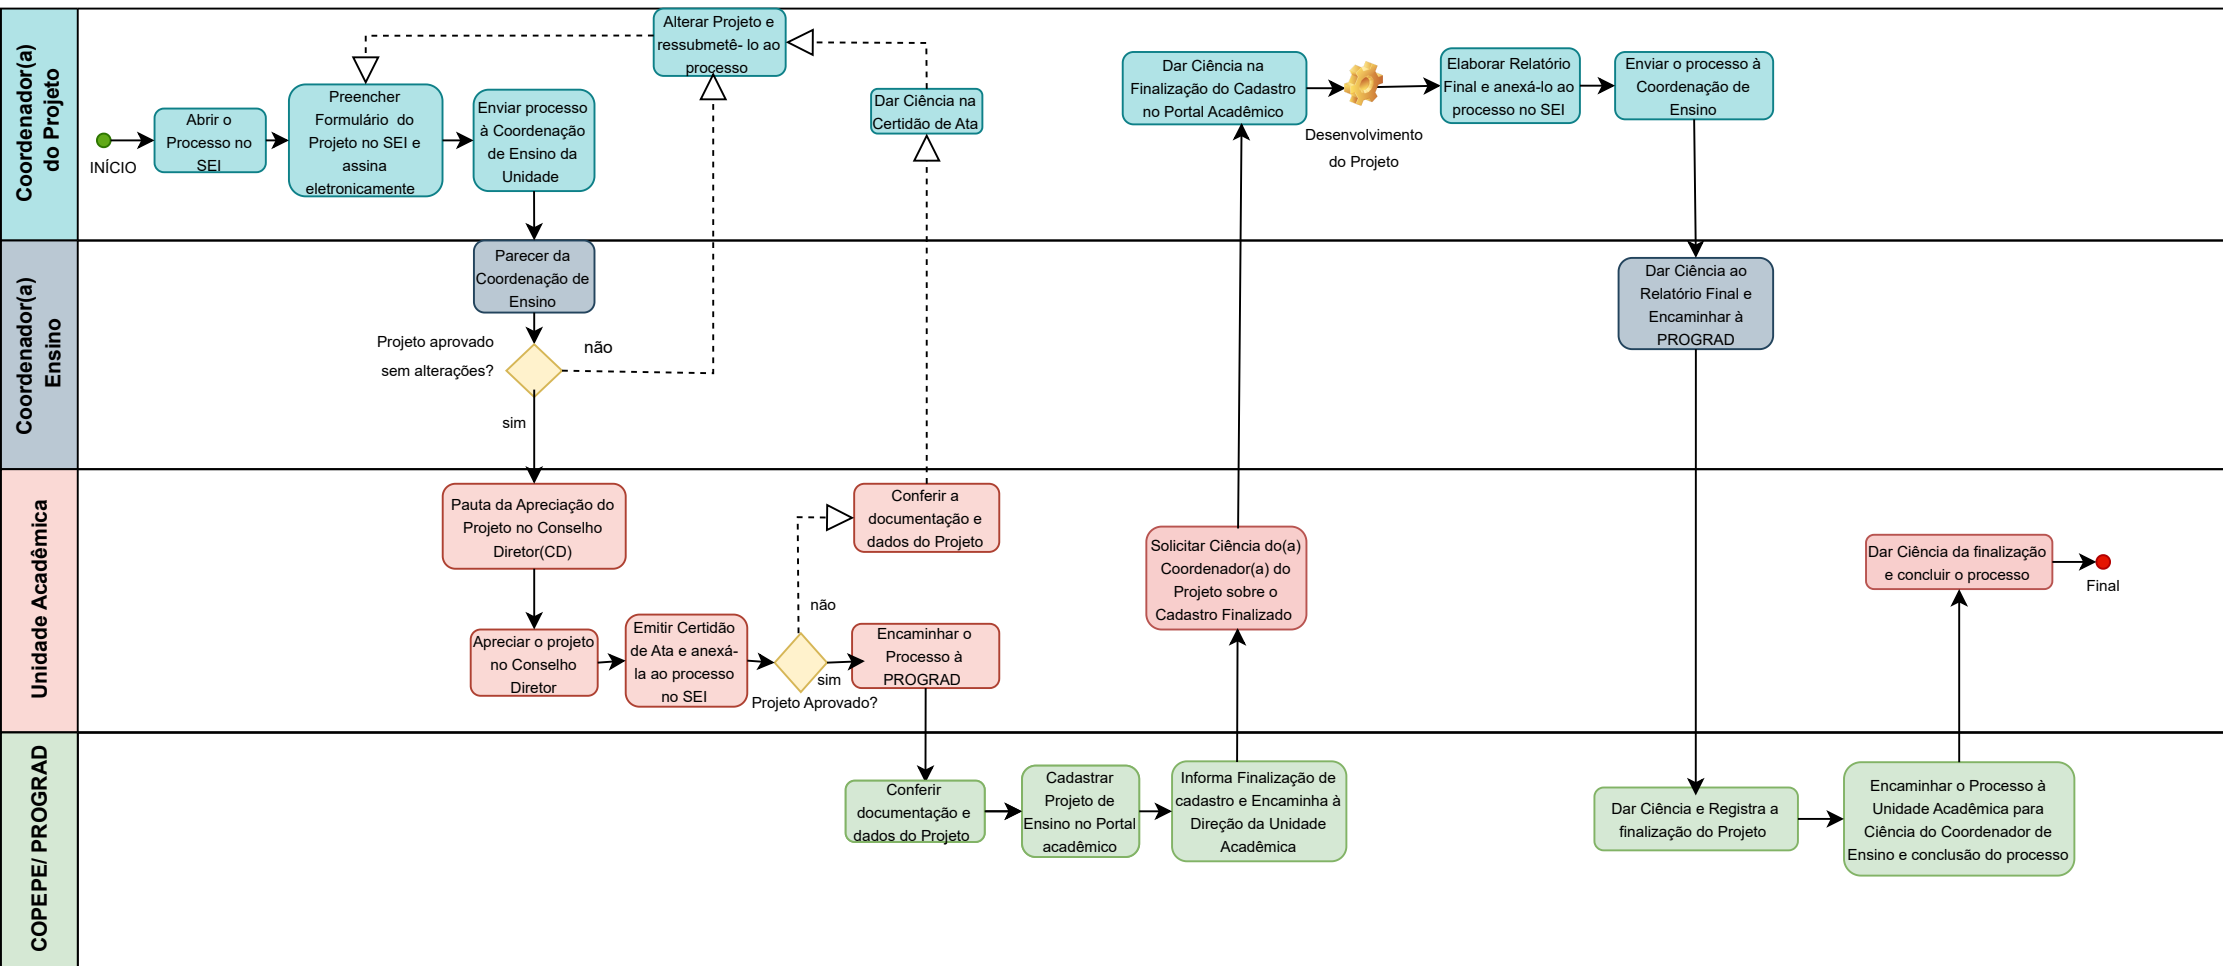 Coordenador(a)
do Projeto
INÍCIO
Abrir o
Processo no
SEI
Preencher
Formulário do
Projeto no SEI e
assina
eletronicamente
Enviar processo
à Coordenação
de Ensino da
Unidade
Alterar Projeto e
ressubmetê- lo ao
processo
Dar Ciência na
Certidão de Ata
Dar Ciência na
Finalização do Cadastro
no Portal Acadêmico
Desenvolvimento
do Projeto
Elaborar Relatório
Final e anexá-lo ao
processo no SEI
Enviar o processo à
Coordenação de
Ensino
Coordenador(a)
Ensino
Parecer da
Coordenação de
Ensino
Projeto aprovado
sem alterações?
não
sim
Dar Ciência ao
Relatório Final e
Encaminhar à
PROGRAD
Unidade Acadêmica
Pauta da Apreciação do
Projeto no Conselho
Diretor(CD)
Apreciar o projeto
no Conselho
Diretor
Emitir Certidão
de Ata e anexá-
la ao processo
no SEI
Projeto Aprovado?
não
sim
Conferir a
documentação e
dados do Projeto
Encaminhar o
Processo à
PROGRAD
Solicitar Ciência do(a)
Coordenador(a) do
Projeto sobre o
Cadastro Finalizado
Dar Ciência da finalização
e concluir o processo
Final
COPEPE/ PROGRAD
Conferir
documentação e
dados do Projeto
Cadastrar
Projeto de
Ensino no Portal
acadêmico
Informa Finalização de
cadastro e Encaminha à
Direção da Unidade
Acadêmica
Dar Ciência e Registra a
finalização do Projeto
Encaminhar o Processo à
Unidade Acadêmica para
Ciência do Coordenador de
Ensino e conclusão do processo